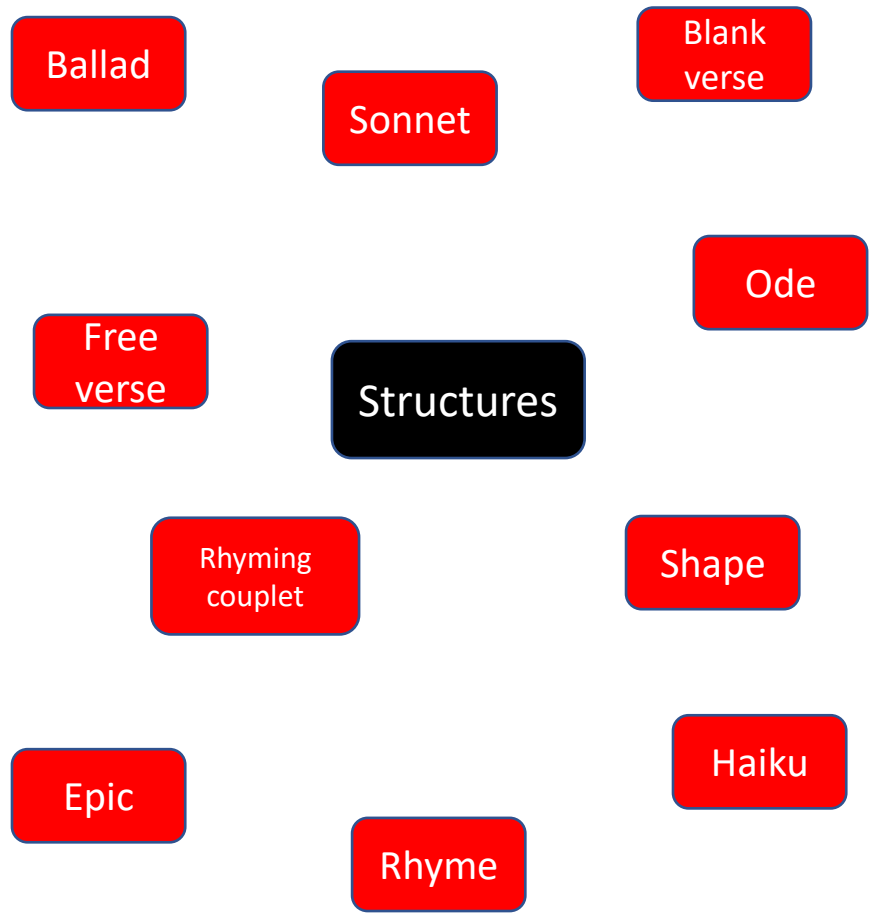 Ballad
Sonnet
Blank
verse
Ode
Free
verse
Structures
Rhyming
couplet
Shape
Haiku
Epic
Rhyme